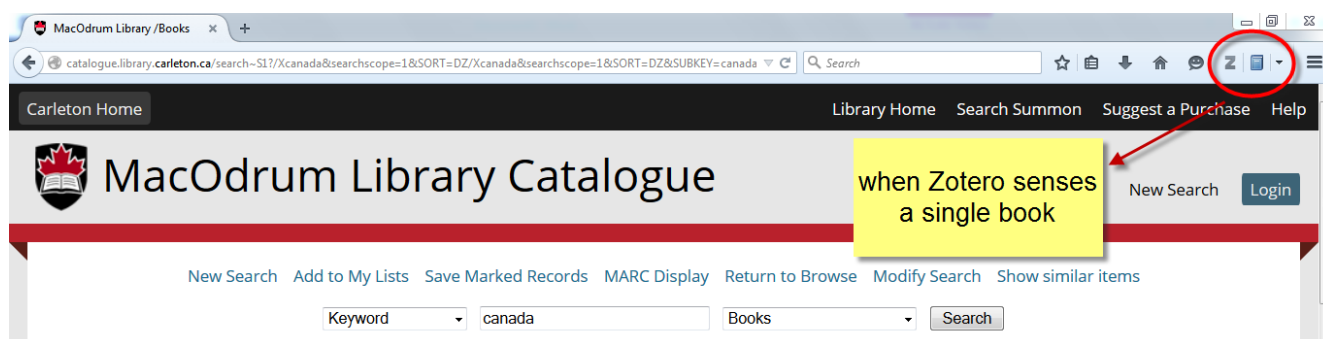 MacOdrum Library /Books × +
catalogue.library.carleton.ca/search~S1?/Xcanada&searchscope=1&SORT=DZ/Xcanada&searchscope=1&SORT=DZ&SUBKEY=canada Search Z
Carleton Home Library Home Search Summon Suggest a Purchase Help
MacOdrum Library Catalogue
when Zotero senses
a single book
New Search Login
New Search Add to My Lists Save Marked Records MARC Display Return to Browse Modify Search Show similar items
Keyword canada Books Search